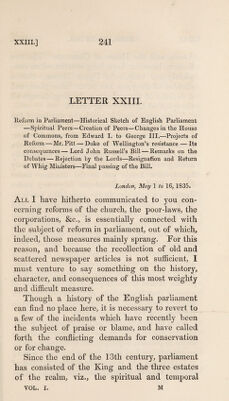 XXIII.] 241
LETTER XXIII.
Reform in Parliament—Historical Sketch of English Parliament
—Spiritual Peers—Creation of Peers—Changes in the House
of Commons, from Edward I. to George III.—Projects of
Reform—Mr. Pitt—Duke of Wellington's resistance—Its
consequences—Lord John Russell's Bill—Remarks on the
Debates—Rejection by the Lords—Resignation and Return
of Whig Ministers—Final passing of the Bill.
London, May 1 to 16, 1835.
ALL I have hitherto communicated to you con-
cerning reforms of the church, the poor-laws, the
corporations, &c., is essentially connected with
the subject of reform in parliament, out of which,
indeed, those measures mainly sprang. For this
reason, and because the recollection of old and
scattered newspaper articles is not sufficient, I
must venture to say something on the history,
character, and consequences of this most weighty
and difficult measure.
Though a history of the English parliament
can find no place here, it is necessary to revert to
a few of the incidents which have recently been
the subject of praise or blame, and have called
forth the conflicting demands for conservation
or for change.
Since the end of the 13th century, parliament
has consisted of the King and the three estates
of the realm, viz., the spiritual and temporal
VOL. I. M